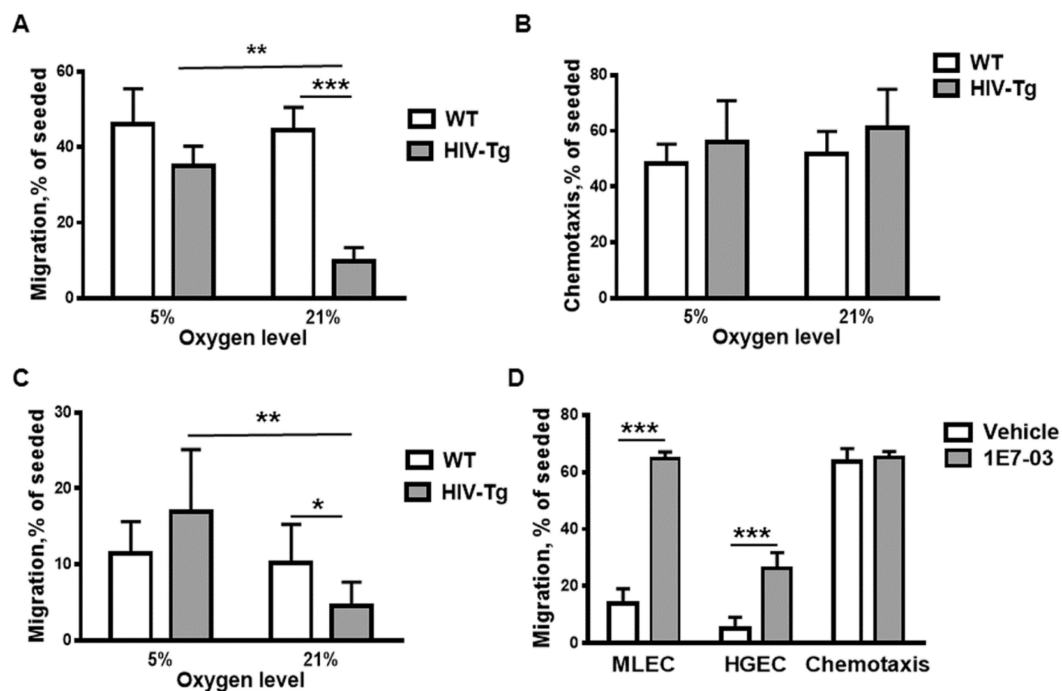 A
Migration,% of seeded
60
40
20
0
**
***
WT
HIV-Tg
5%
21%
Oxygen level
B
Chemotaxis,% of seeded
80
60
40
20
0
WT
HIV-Tg
5%
21%
Oxygen level
C
Migration,% of seeded
30
20
10
0
**
*
WT
HIV-Tg
5%
21%
Oxygen level
D
Migration, % of seeded
80
60
40
20
0
***
***
Vehicle
1E7-03
MLEC
HGEC
Chemotaxis